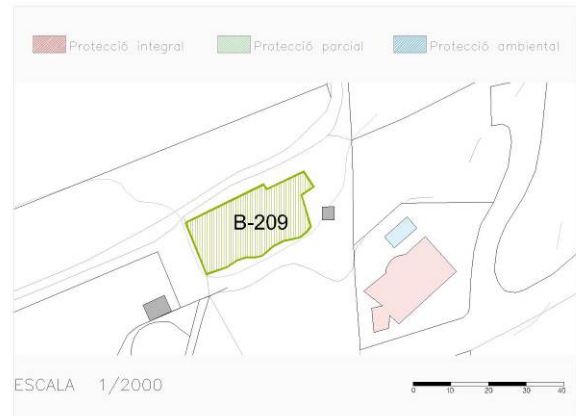 Protecció integral Protecció parcial Protecció ambiental
B-209
ESCALA 1/2000
0 10 20 30 40